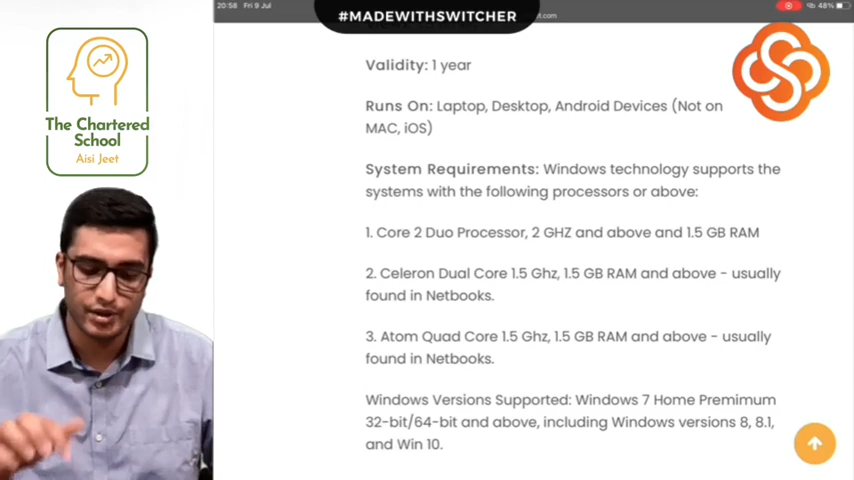 20:58 Fri 9 Jul
#MADEWITHSWITCHER
et.com
48%
The Chartered
School
Aisi Jeet
Validity: 1 year
Runs On: Laptop, Desktop, Android Devices (Not on
MAC, iOS)
System Requirements: Windows technology supports the
systems with the following processors or above:
1. Core 2 Duo Processor, 2 GHZ and above and 1.5 GB RAM
2. Celeron Dual Core 1.5 Ghz, 1.5 GB RAM and above - usually
found in Netbooks.
3. Atom Quad Core 1.5 Ghz, 1.5 GB RAM and above - usually
found in Netbooks.
Windows Versions Supported: Windows 7 Home Premimum
32-bit/64-bit and above, including Windows versions 8, 8.1,
and Win 10.